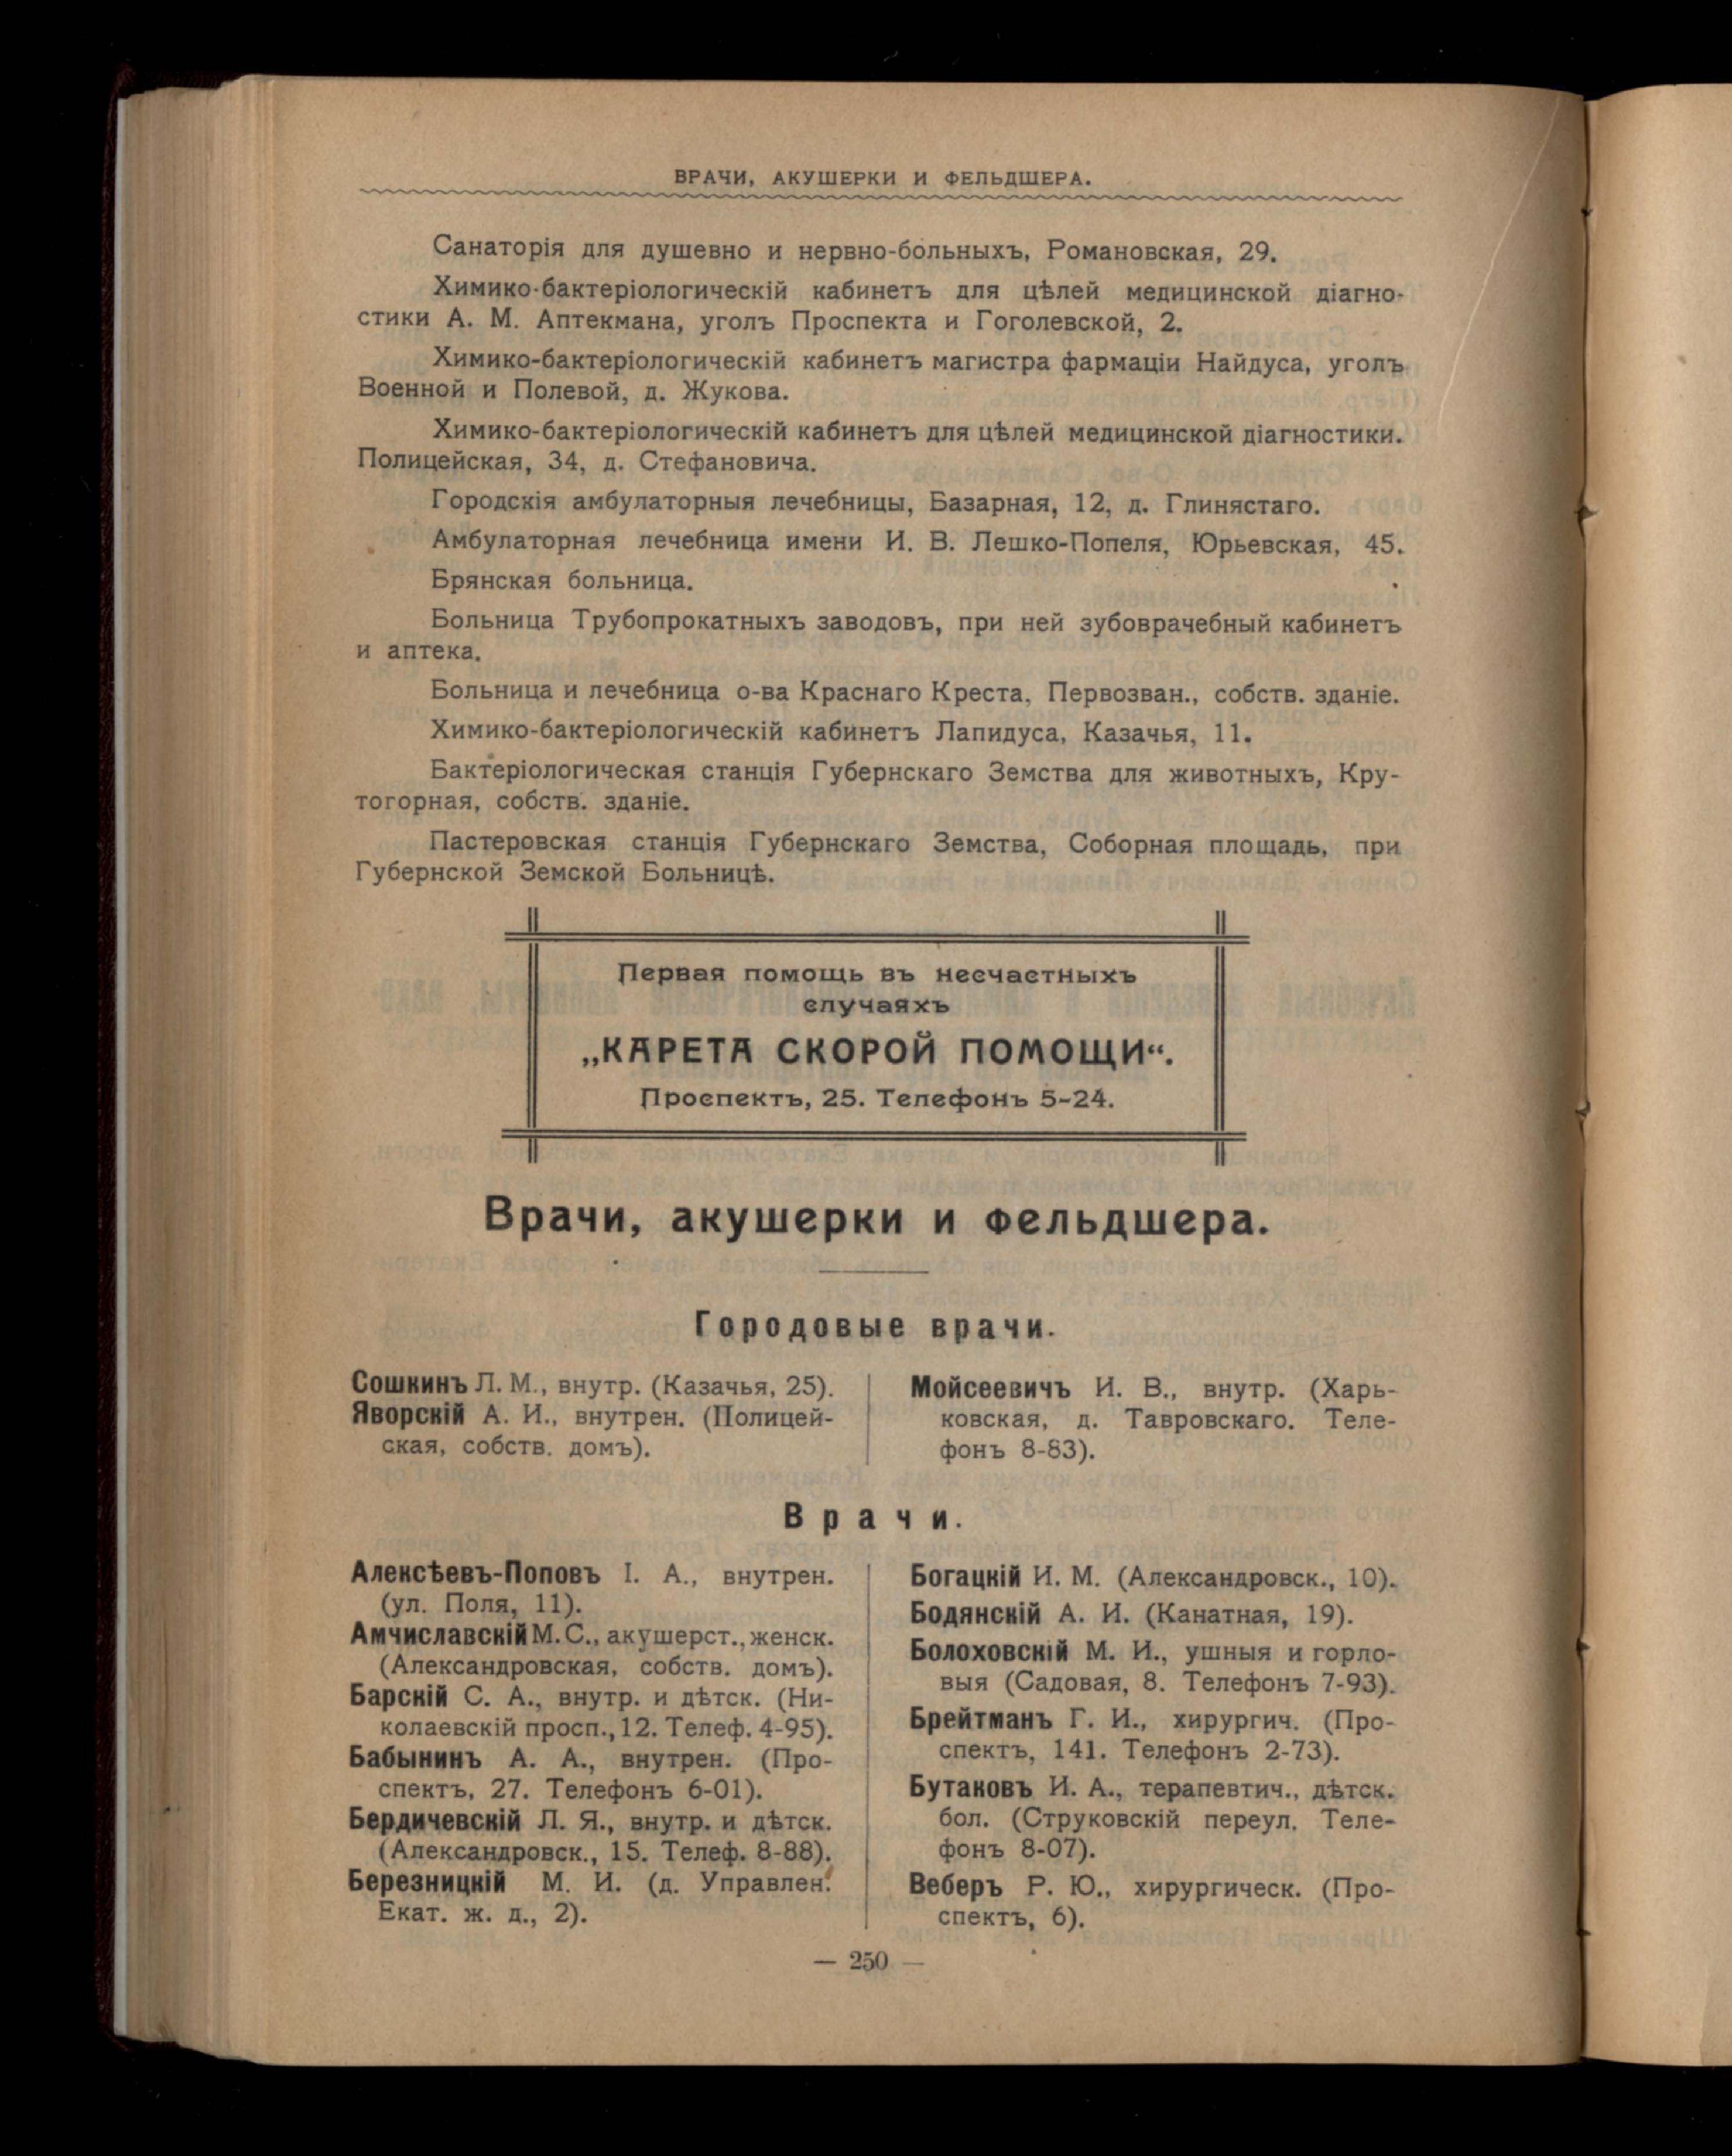 ВРАЧИ, АКУШЕРКИ И ФЕЛЬДШЕРА.
Санаторія для душевно и нервно-больныхъ, Романовская, 29.
Химико-бактеріологическій кабинетъ для цѣлей медицинской діагно-
стики А. М. Аптекмана, уголъ Проспекта и Гоголевской, 2.
Химико-бактеріологическій кабинетъ магистра фармаціи Найдуса, уголъ
Военной и Полевой, д. Жукова.
Химико-бактеріологическій кабинетъ для цѣлей медицинской діагностики.
Полицейская, 34, д. Стефановича.
Городскія амбулаторныя лечебницы, Базарная, 12, д. Глинястаго.
Амбулаторная лечебница имени И. В. Лешко-Попеля, Юрьевская, 45.
Брянская больница.
Больница Трубопрокатныхъ заводовъ, при ней зубоврачебный кабинетъ
и аптека.
Больница и лечебница о-ва Краснаго Креста, Первозван., собств. зданіе.
Химико-бактеріологическій кабинетъ Лапидуса, Казачья, 11.
Бактеріологическая станція Губернскаго Земства для животныхъ, Кру-
тогорная, собств. зданіе.
Пастеровская станція Губернскаго Земства, Соборная площадь, при
Губернской Земской Больницѣ.
Первая помощь въ несчастныхъ
случаяхъ
„КАРЕТА СКОРОЙ ПОМОЩИ“.
Проспектъ, 25. Телефонъ 5-24.
Врачи, акушерки и фельдшера.
Городовые врачи.
Сошкинъ Л. М., внутр. (Казачья, 25).
Яворскій А. И., внутрен. (Полицей-
ская, собств. домъ).
Мойсеевичъ И. В., внутр. (Харь-
ковская, д. Тавровскаго. Теле-
фонъ 8-83).
Врачи.
Алексѣевъ-Поповъ І. А., внутрен.
(ул. Поля, 11).
Амчиславскій М. С., акушерст., женск.
(Александровская, собств. домъ).
Барскій С. А., внутр. и дѣтск. (Ни-
колаевскій просп., 12. Телеф. 4-95).
Бабынинъ А. А., внутрен. (Про-
спектъ, 27. Телефонъ 6-01).
Бердичевскій Л. Я., внутр. и дѣтск.
(Александровск., 15. Телеф. 8-88).
Березницкій М. И. (д. Управлен.
Екат. ж. д., 2).
Богацкій И. М. (Александровск., 10).
Бодянскій А. И. (Канатная, 19).
Болоховскій М. И., ушныя и горло-
выя (Садовая, 8. Телефонъ 7-93).
Брейтманъ Г. И., хирургич. (Про-
спектъ, 141. Телефонъ 2-73).
Бутаковъ И. А., терапевтич., дѣтск.
бол. (Струковскій переул. Теле-
фонъ 8-07).
Веберъ Р. Ю., хирургическ. (Про-
спектъ, 6).
— 250 —